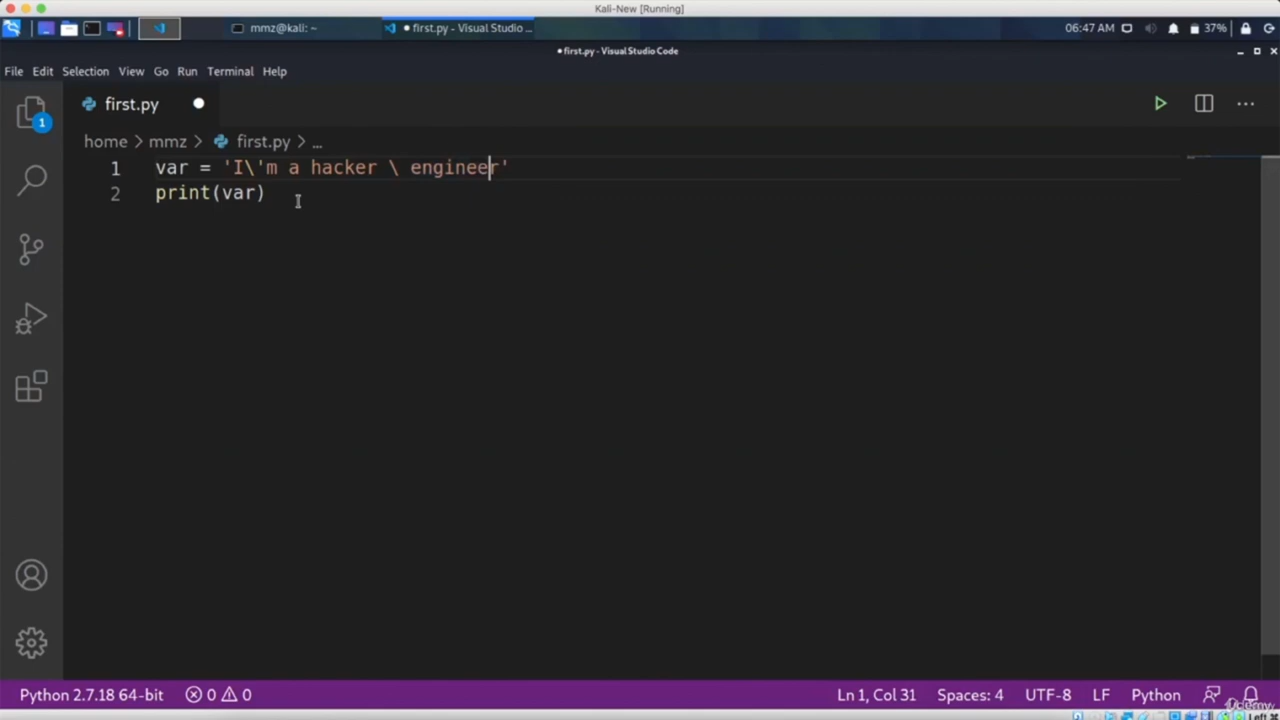 Kali-New [Running]
mmz@kali: ~
first.py - Visual Studio ...
06:47 AM
37%
first.py - Visual Studio Code
File Edit Selection View Go Run Terminal Help
first.py
home > mmz > first.py > ...
1
1 var = 'I\'m a hacker \ engineer'
2 print(var)
Python 2.7.18 64-bit 0 0 Ln 1, Col 31 Spaces: 4 UTF-8 LF Python
ûdemy
Left ⌘